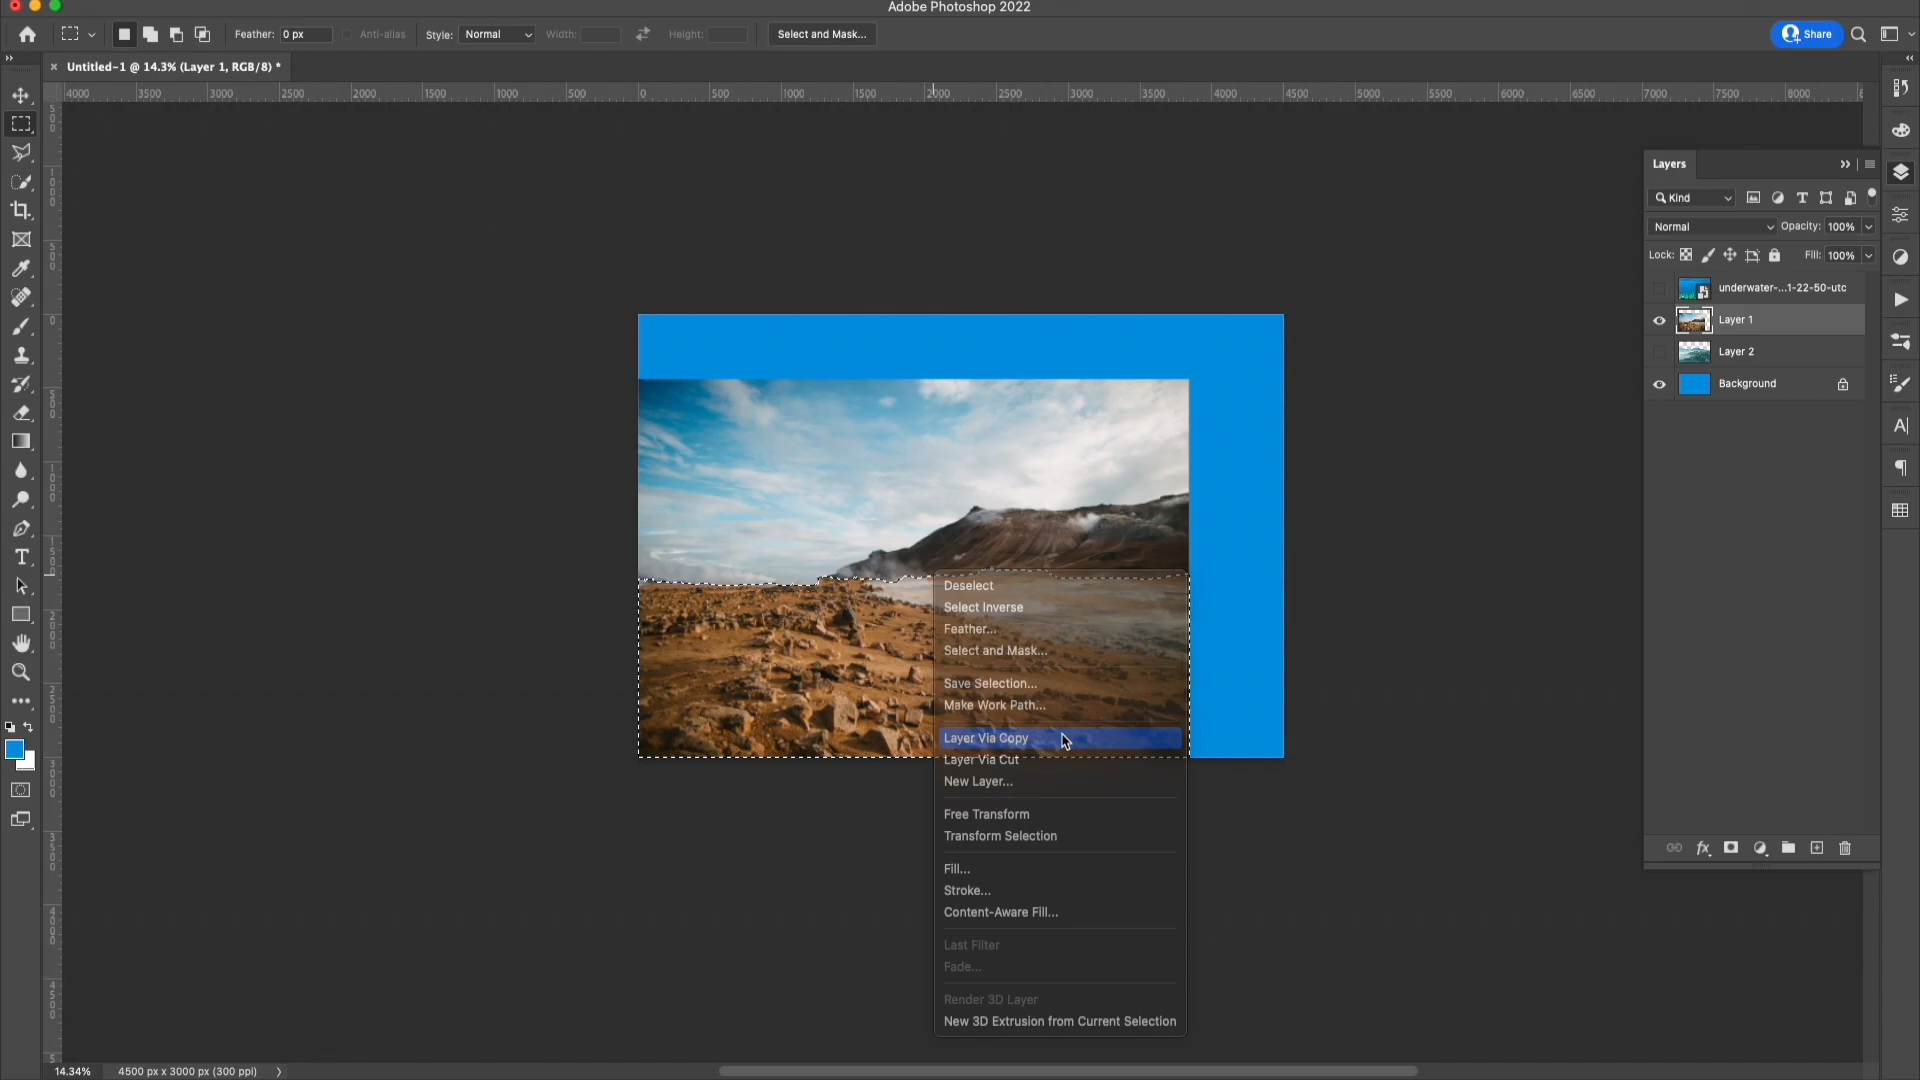 Adobe Photoshop 2022
Feather: 0 px Anti-alias Style: Normal Width: Height: Select and Mask... Share
Untitled-1 @ 14.3% (Layer 1, RGB/8) *
4000 3500 3000 2500 2000 1500 1000 500 0 500 1000 1500 2000 2500 3000 3500 4000 4500 5000 5500 6000 6500 7000 7500 8000
Layers
Kind
Normal Opacity: 100%
Lock: Fill: 100%
underwater-...1-22-50-utc
Layer 1
Layer 2
Background
Deselect
Select Inverse
Feather...
Select and Mask...
Save Selection...
Make Work Path...
Layer Via Copy
Layer Via Cut
New Layer...
Free Transform
Transform Selection
Fill...
Stroke...
Content-Aware Fill...
Last Filter
Fade...
Render 3D Layer
New 3D Extrusion from Current Selection
14.34% 4500 px x 3000 px (300 ppi)